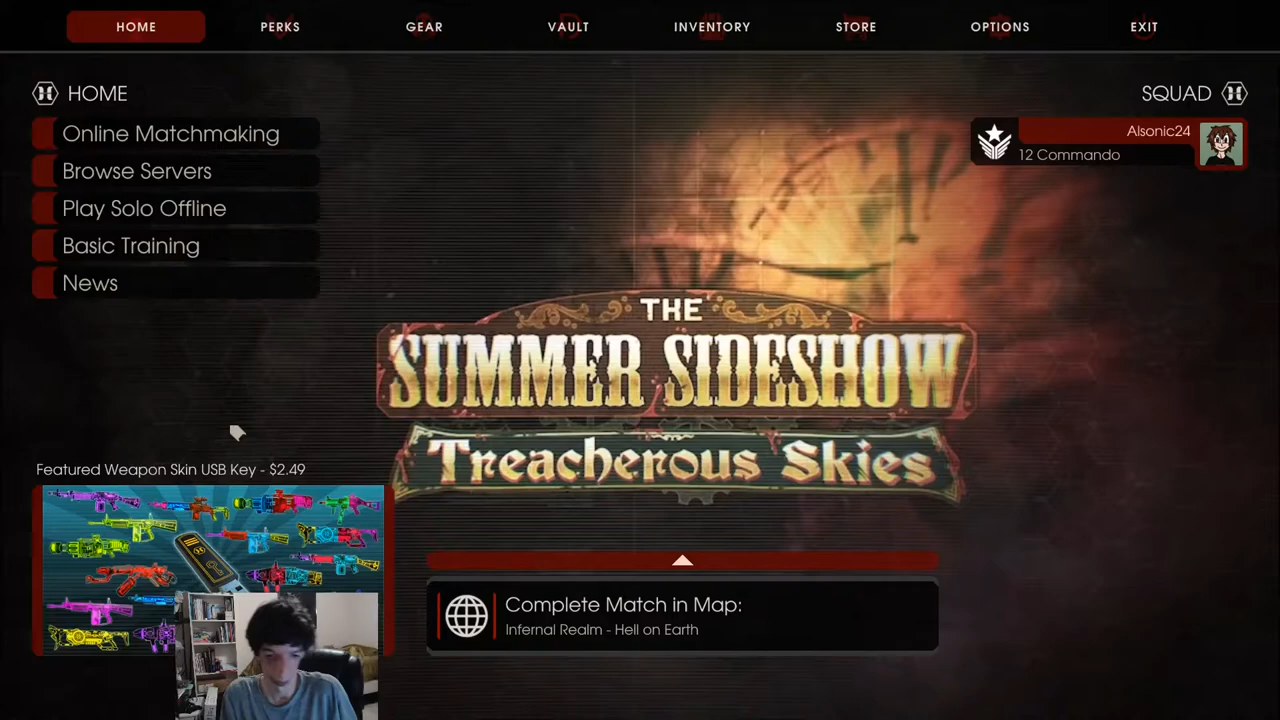 HOME
PERKS
GEAR
VAULT
INVENTORY
STORE
OPTIONS
EXIT
HOME
SQUAD
Online Matchmaking
Browse Servers
Play Solo Offline
Basic Training
News
Alsonic24
12 Commando
THE
SUMMER SIDESHOW
Treacherous Skies
Featured Weapon Skin USB Key - $2.49
Complete Match in Map:
Infernal Realm - Hell on Earth